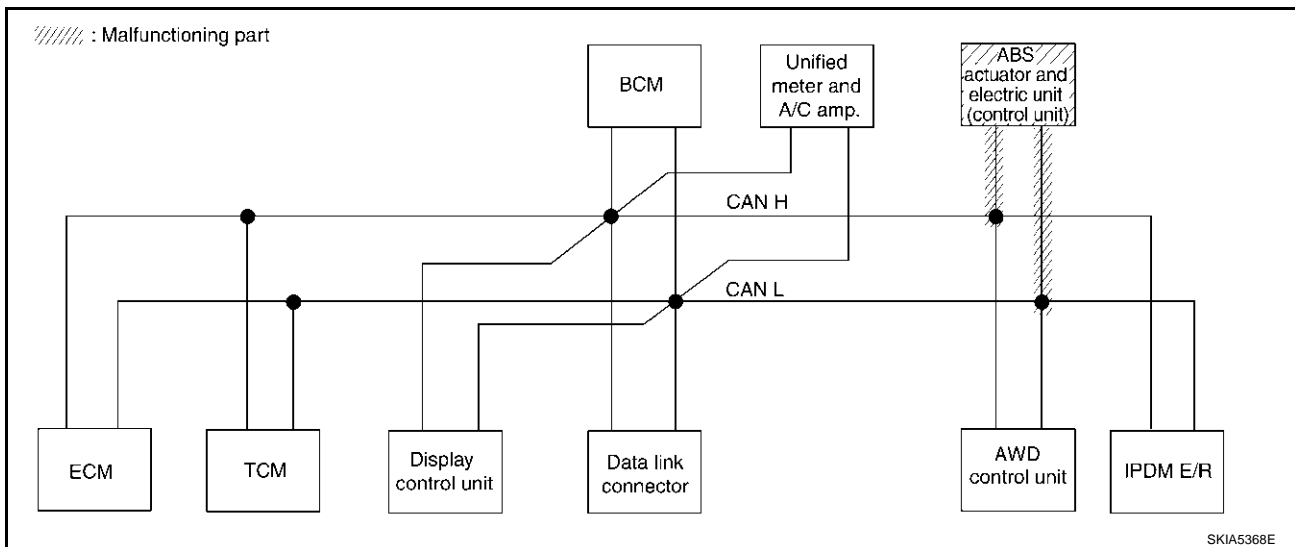 : Malfunctioning part
BCM
Unified
meter and
A/C amp.
ABS
actuator and
electric unit
(control unit)
CAN H
CAN L
ECM
TCM
Display
control unit
Data link
connector
AWD
control unit
IPDM E/R
SKIA5368E